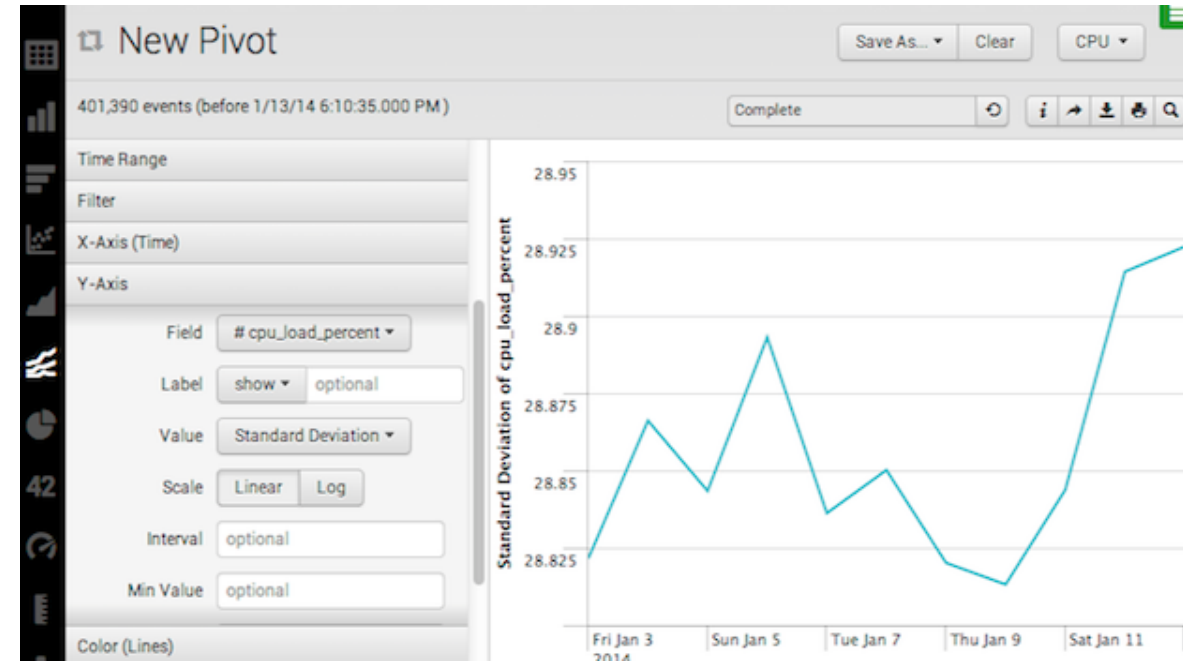 New Pivot
Save As... Clear CPU
401,390 events (before 1/13/14 6:10:35.000 PM)
Complete
i
Time Range
Filter
X-Axis (Time)
Y-Axis
Field # cpu_load_percent
Label show optional
Value Standard Deviation
Scale Linear Log
Interval optional
Min Value optional
Color (Lines)
42
Standard Deviation of cpu_load_percent
28.95
28.925
28.9
28.875
28.85
28.825
Fri Jan 3 Sun Jan 5 Tue Jan 7 Thu Jan 9 Sat Jan 11
2014